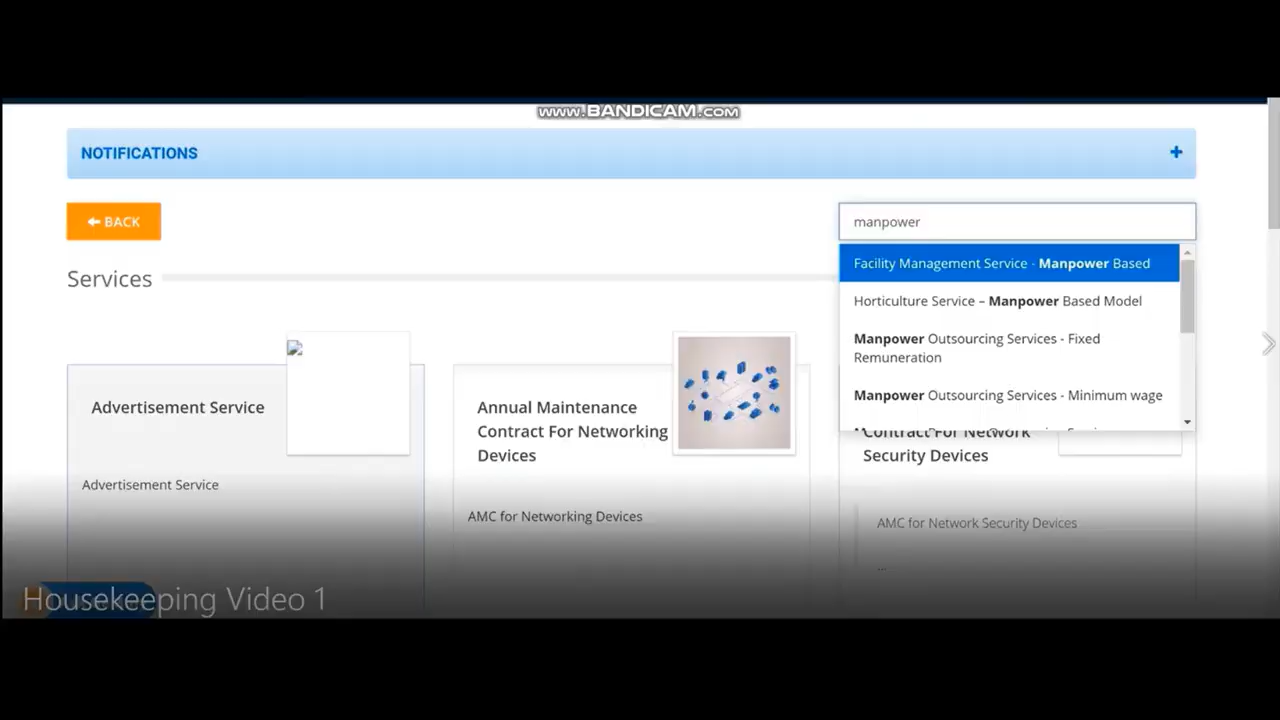 www.BANDICAM.com
NOTIFICATIONS
BACK
manpower
Facility Management Service - Manpower Based
Services
Horticulture Service – Manpower Based Model
Manpower Outsourcing Services - Fixed
Remuneration
Manpower Outsourcing Services - Minimum wage
Advertisement Service
Annual Maintenance
Contract For Networking
Devices
Contract For Network
Security Devices
Advertisement Service
AMC for Networking Devices
AMC for Network Security Devices
...
Housekeeping Video 1